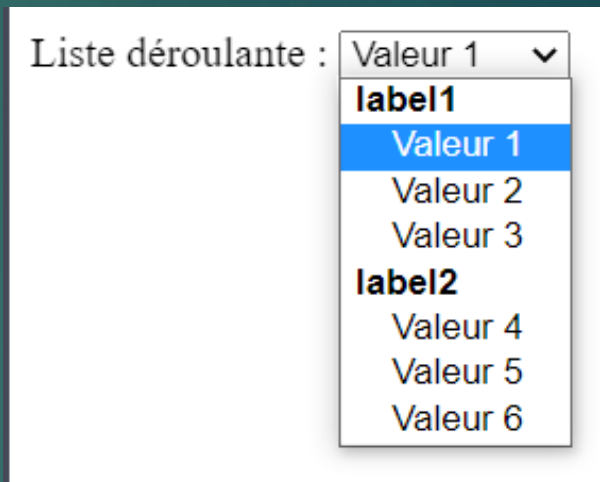 Liste déroulante : Valeur 1
label1
Valeur 1
Valeur 2
Valeur 3
label2
Valeur 4
Valeur 5
Valeur 6